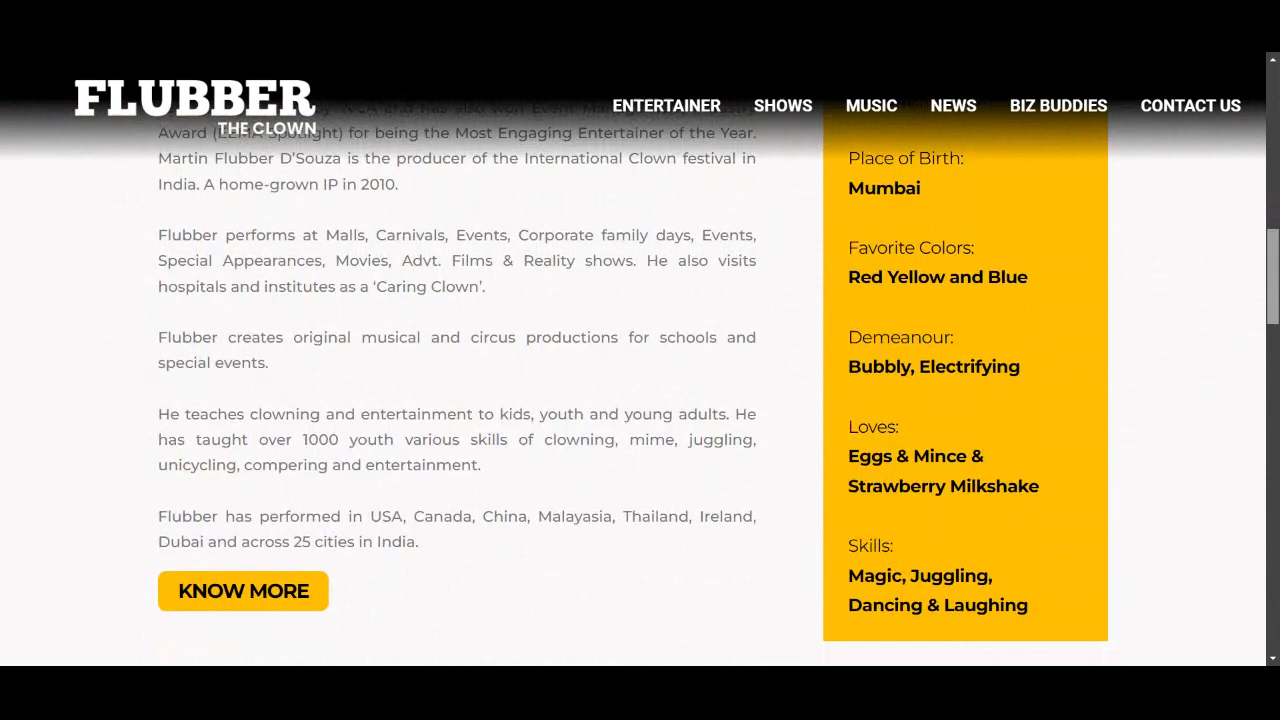 FLUBBER
THE CLOWN
ENTERTAINER SHOWS MUSIC NEWS BIZ BUDDIES CONTACT US
Award (EEMA Spotlight) for being the Most Engaging Entertainer of the Year.
Martin Flubber D’Souza is the producer of the International Clown festival in
India. A home-grown IP in 2010.
Flubber performs at Malls, Carnivals, Events, Corporate family days, Events,
Special Appearances, Movies, Advt. Films & Reality shows. He also visits
hospitals and institutes as a ‘Caring Clown’.
Flubber creates original musical and circus productions for schools and
special events.
He teaches clowning and entertainment to kids, youth and young adults. He
has taught over 1000 youth various skills of clowning, mime, juggling,
unicycling, compering and entertainment.
Flubber has performed in USA, Canada, China, Malayasia, Thailand, Ireland,
Dubai and across 25 cities in India.
KNOW MORE
Place of Birth:
Mumbai
Favorite Colors:
Red Yellow and Blue
Demeanour:
Bubbly, Electrifying
Loves:
Eggs & Mince &
Strawberry Milkshake
Skills:
Magic, Juggling,
Dancing & Laughing